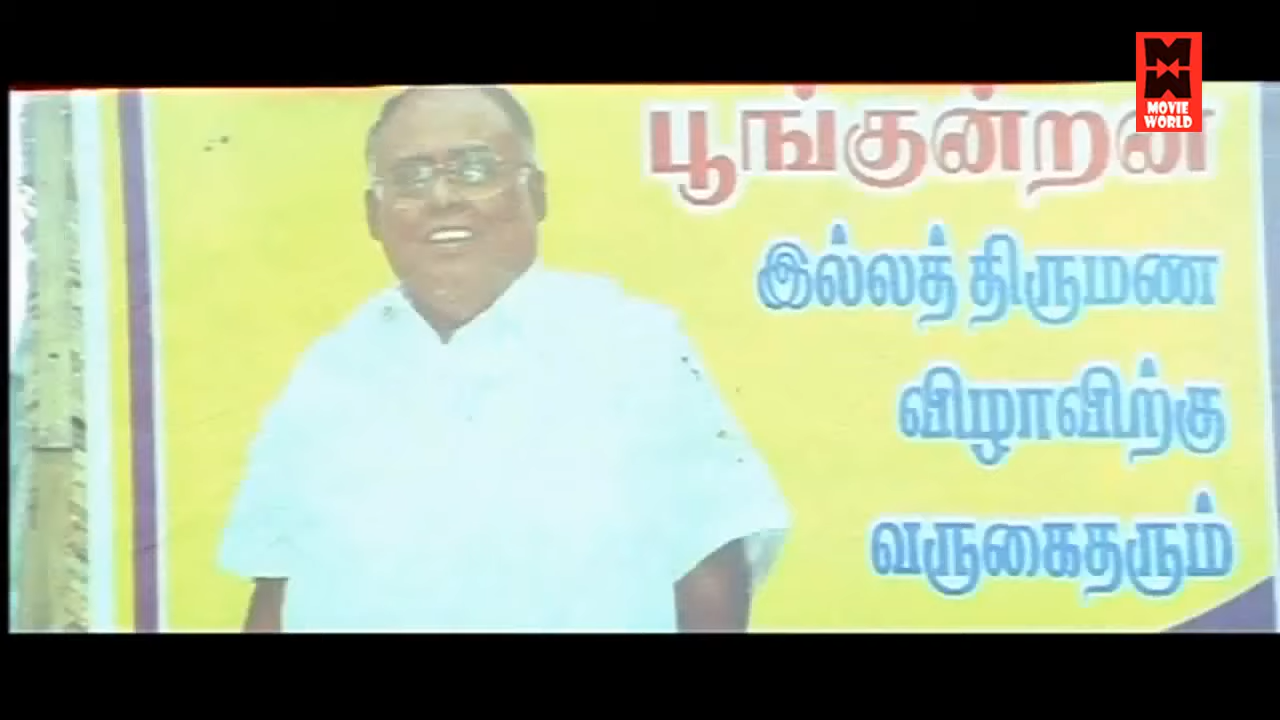 MOVIE
WORLD
பூங்குன்றன்
இல்லத் திருமண
விழாவிற்கு
வருகைதரும்